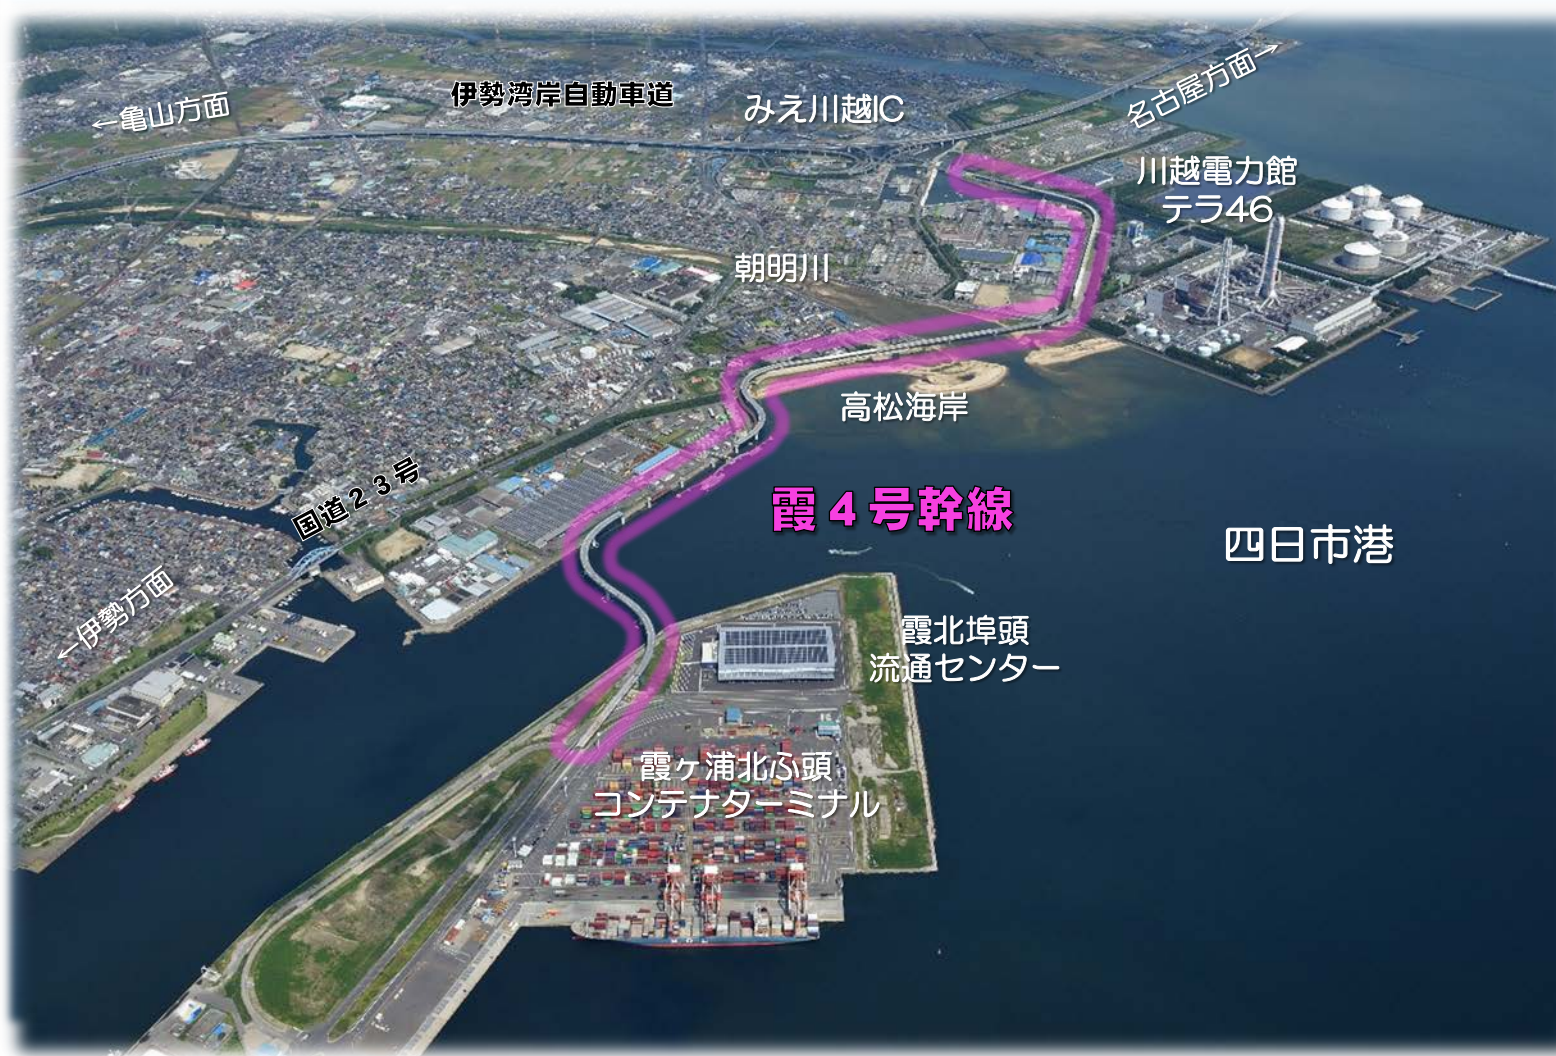 伊勢湾岸自動車道
みえ川越IC
←亀山方面
名古屋方面→
川越電力館
テラ46
朝明川
高松海岸
国道23号
霞4号幹線
四日市港
←伊勢方面
霞北埠頭
流通センター
霞ヶ浦北ふ頭
コンテナターミナル